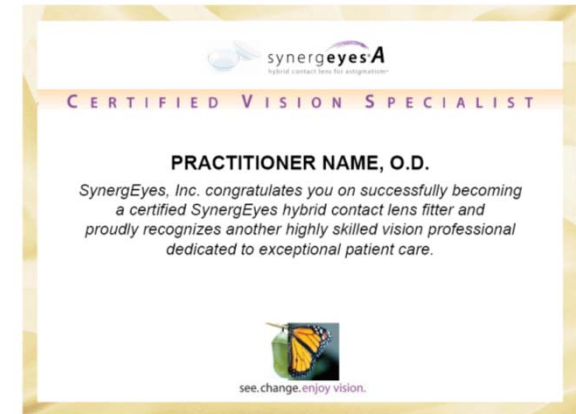 synergeyes A
hybrid contact lens for astigmatism
CERTIFIED VISION SPECIALIST
PRACTITIONER NAME, O.D.
SynergEyes, Inc. congratulates you on successfully becoming
a certified SynergEyes hybrid contact lens fitter and
proudly recognizes another highly skilled vision professional
dedicated to exceptional patient care.
see.change.enjoy vision.